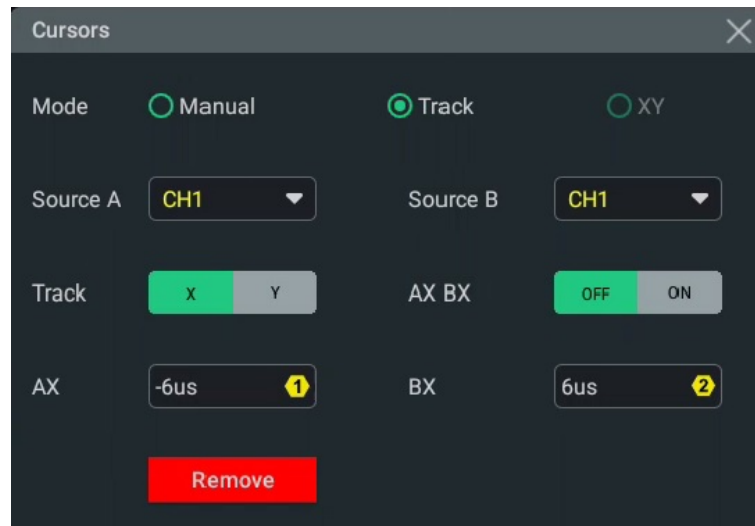 Cursors
Mode Manual Track XY
Source A CH1 Source B CH1
Track X Y AX BX OFF ON
AX -6us 1 BX 6us 2
Remove